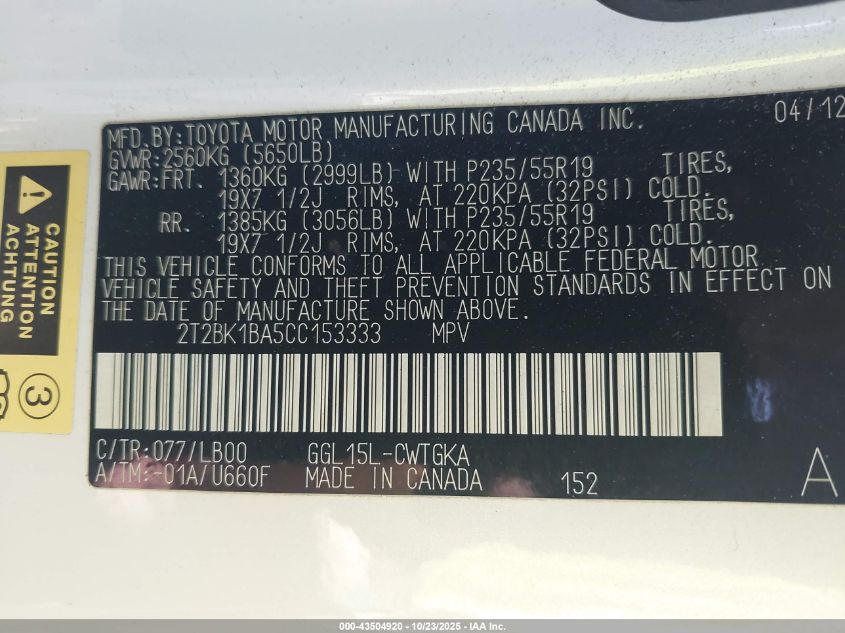 MFD.BY:TOYOTA MOTOR MANUFACTURING CANADA INC. 04/12
GVWR:2560KG (5650LB)
GAWR:FRT. 1360KG (2999LB) WITH P235/55R19 TIRES,
19X7 1/2J RIMS, AT 220KPA (32PSI) COLD.
RR. 1385KG (3056LB) WITH P235/55R19 TIRES,
19X7 1/2J RIMS, AT 220KPA (32PSI) COLD.
THIS VEHICLE CONFORMS TO ALL APPLICABLE FEDERAL MOTOR
VEHICLE SAFETY AND THEFT PREVENTION STANDARDS IN EFFECT ON
THE DATE OF MANUFACTURE SHOWN ABOVE.
2T2BK1BA5CC153333 MPV
C/TR:077/LB00 GGL15L-CWTGKA
A/TM:-01A/U660F MADE IN CANADA 152 A
CAUTION
ATTENTION
ACHTUNG
3
000-43504920 - 10/23/2025 - IAA Inc.